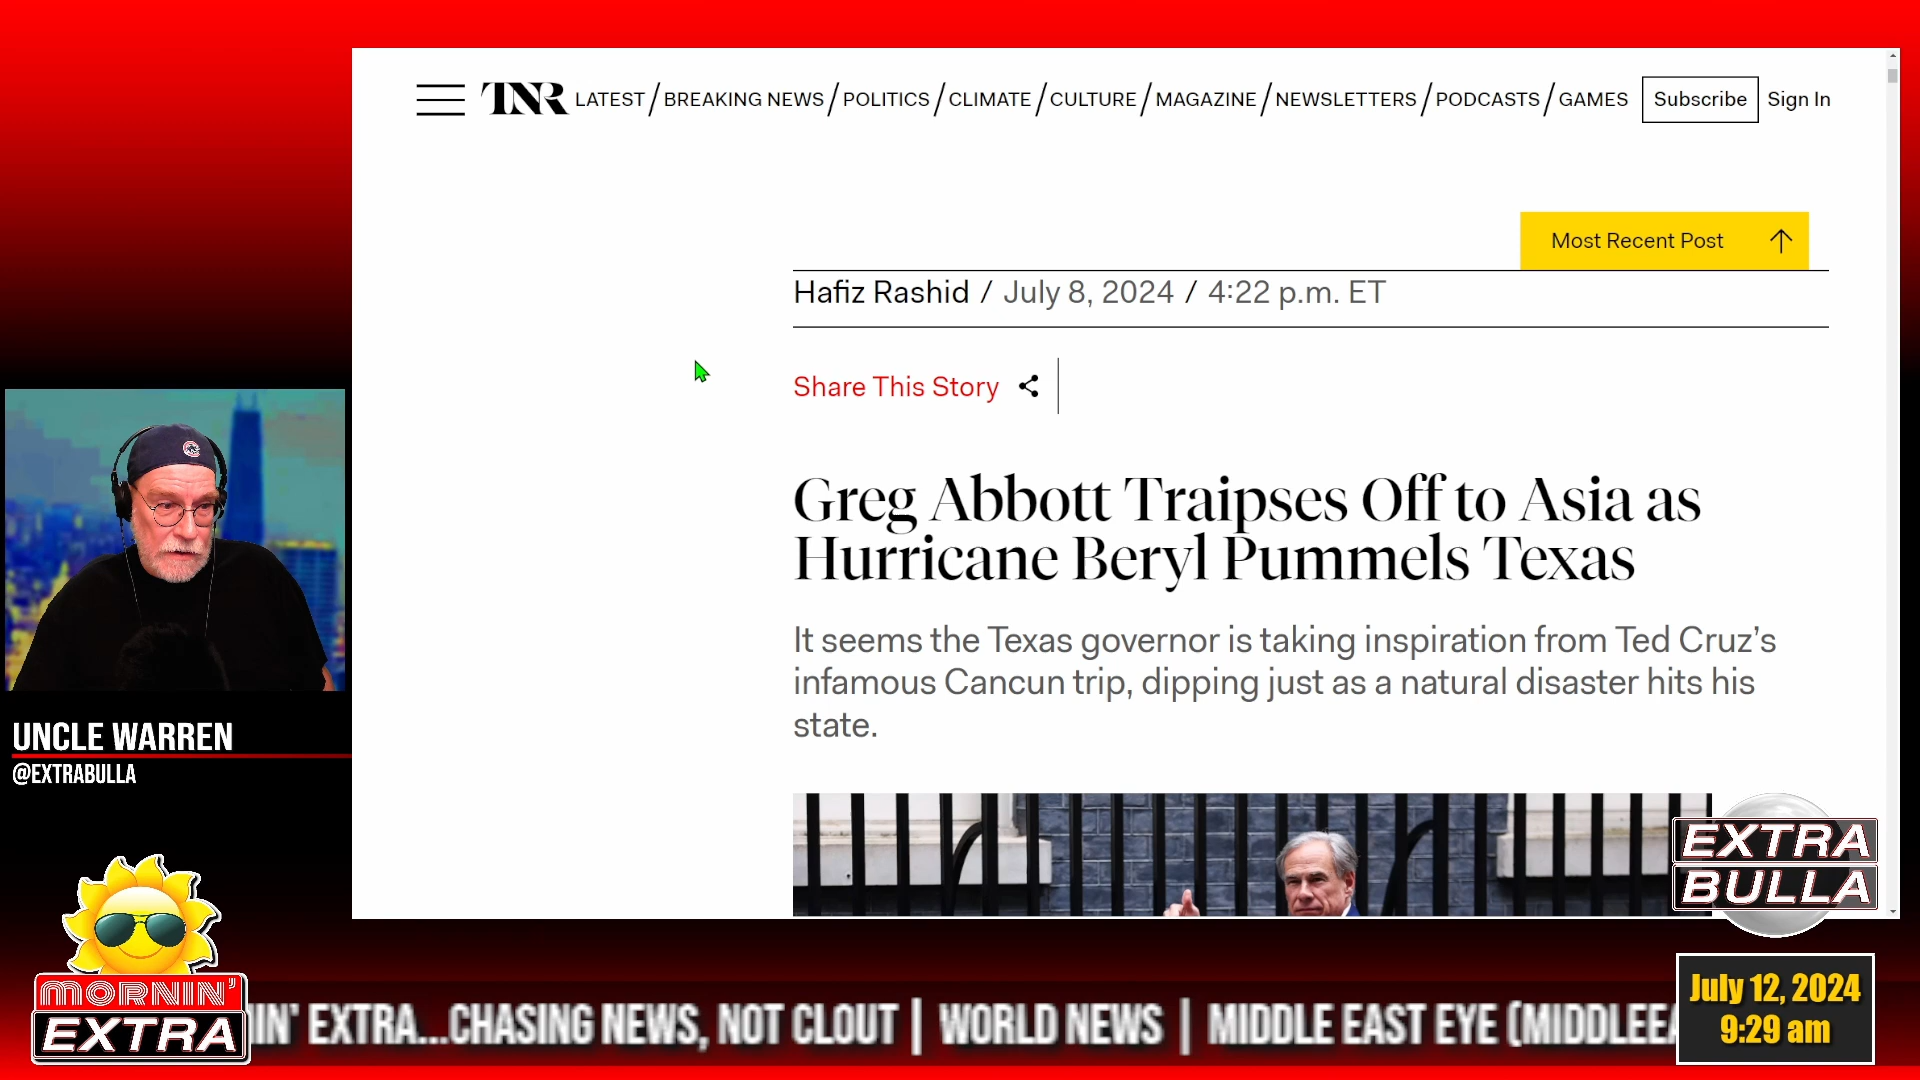 TNR LATEST / BREAKING NEWS / POLITICS / CLIMATE / CULTURE / MAGAZINE / NEWSLETTERS / PODCASTS / GAMES Subscribe Sign In
Most Recent Post
Hafiz Rashid / July 8, 2024 / 4:22 p.m. ET
Share This Story
Greg Abbott Traipses Off to Asia as
Hurricane Beryl Pummels Texas
It seems the Texas governor is taking inspiration from Ted Cruz’s
infamous Cancun trip, dipping just as a natural disaster hits his
state.
UNCLE WARREN
@EXTRABULLA
EXTRA
BULLA
MORNIN'
EXTRA
IN' EXTRA...CHASING NEWS, NOT CLOUT | WORLD NEWS | MIDDLE EAST EYE (MIDDLEEA
July 12, 2024
9:29 am